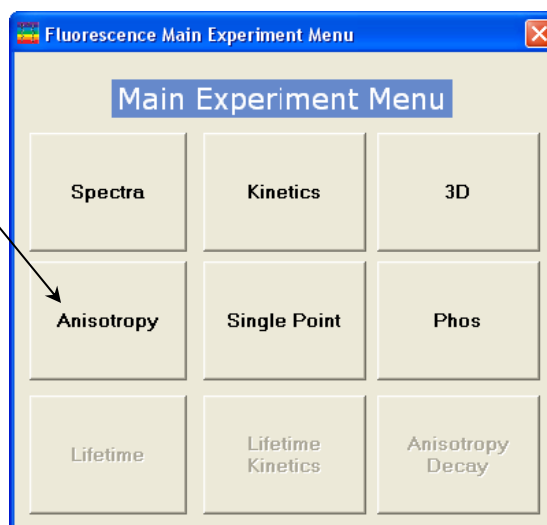 Fluorescence Main Experiment Menu
Main Experiment Menu
Spectra
Kinetics
3D
Anisotropy
Single Point
Phos
Lifetime
Lifetime
Kinetics
Anisotropy
Decay